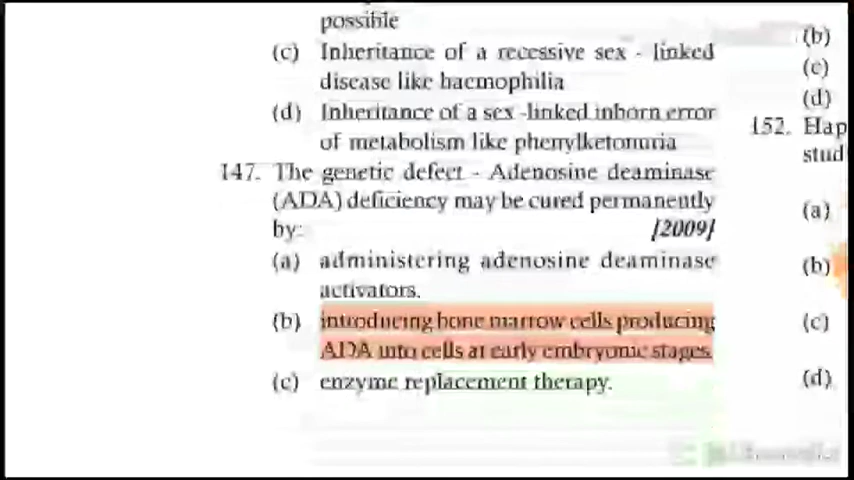 possible
(c) Inheritance of a recessive sex - linked
disease like haemophilia
(d) Inheritance of a sex -linked inborn error
of metabolism like phenylketonuria
147. The genetic defect - Adenosine deaminase
(ADA) deficiency may be cured permanently
by: [2009]
(a) administering adenosine deaminase
activators.
(b) introducing bone marrow cells producing
ADA into cells at early embryonic stages.
(c) enzyme replacement therapy.
(b)
(c)
(d)
152. Hap
stud
(a)
(b)
(c)
(d)